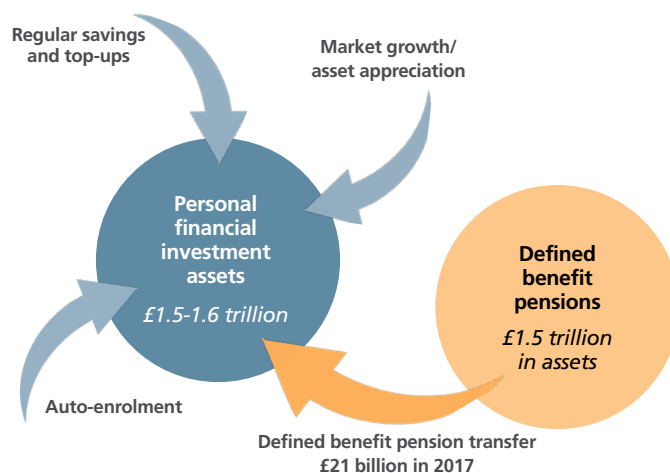 Regular savings
and top-ups
Market growth/
asset appreciation
Personal
financial
investment
assets
£1.5-1.6 trillion
Defined
benefit
pensions
£1.5 trillion
in assets
Auto-enrolment
Defined benefit pension transfer
£21 billion in 2017